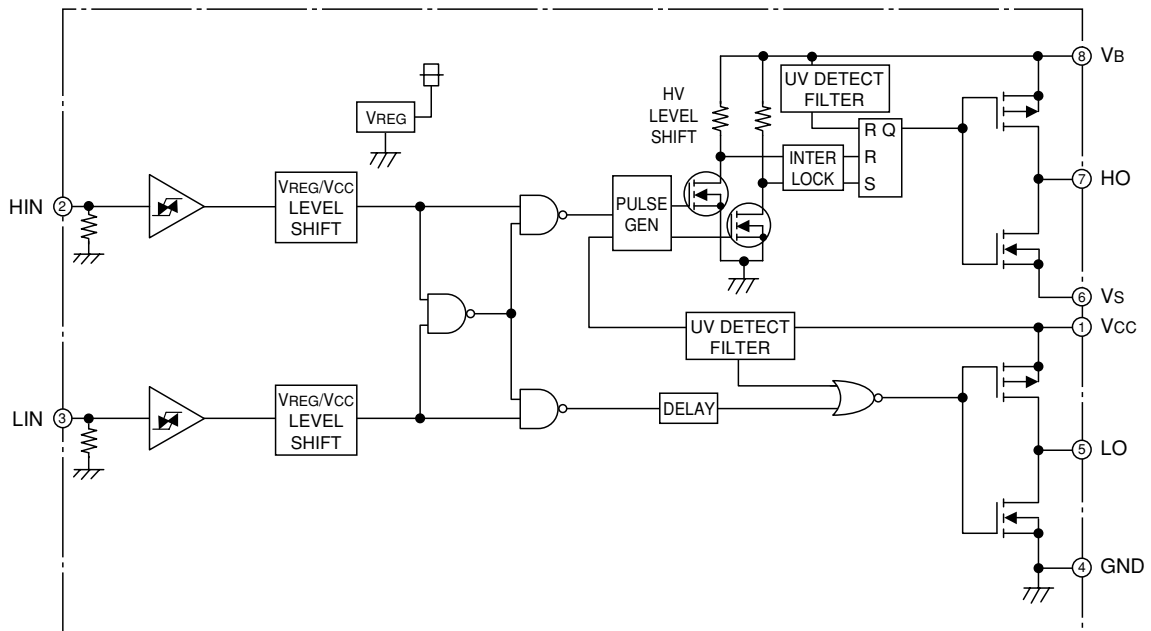 8 VB
UV DETECT
FILTER
HV
LEVEL
SHIFT
VREG
R Q
R
S
INTER
LOCK
7 HO
HIN 2
VREG/VCC
LEVEL
SHIFT
PULSE
GEN
6 VS
1 VCC
UV DETECT
FILTER
LIN 3
VREG/VCC
LEVEL
SHIFT
DELAY
5 LO
4 GND